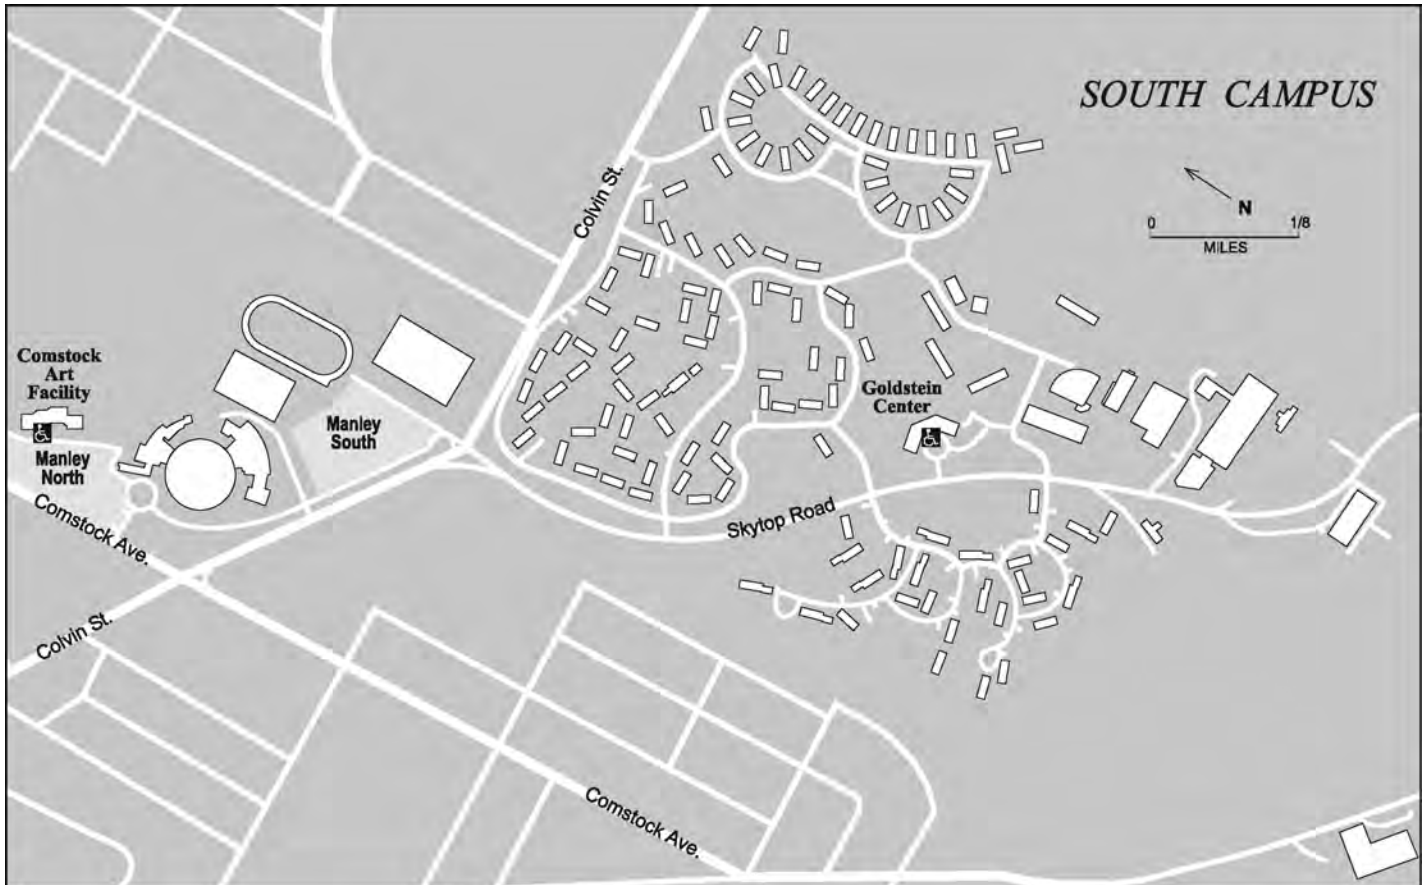 SOUTH CAMPUS
N
0 1/8
MILES
Colvin St.
Comstock
Art
Facility
Manley
North
Manley
South
Goldstein
Center
Comstock Ave.
Skytop Road
Colvin St.
Comstock Ave.